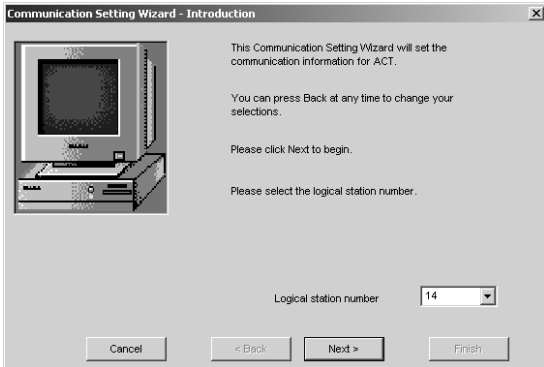 Communication Setting Wizard - Introduction
This Communication Setting Wizard will set the
communication information for ACT.
You can press Back at any time to change your
selections.
Please click Next to begin.
Please select the logical station number.
Logical station number 14
Cancel < Back Next > Finish